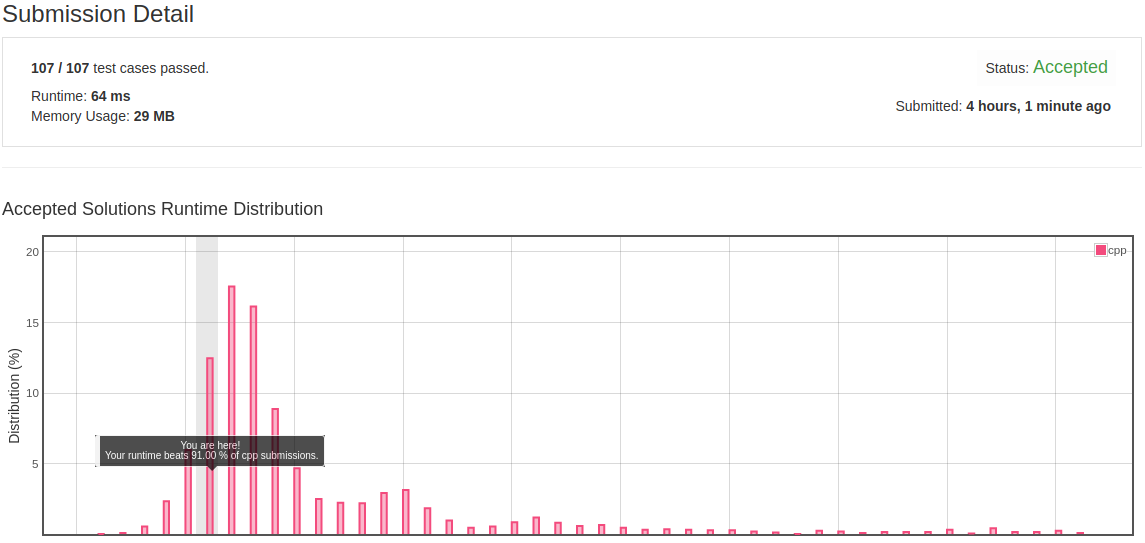 Submission Detail
107 / 107 test cases passed.
Status: Accepted
Runtime: 64 ms
Submitted: 4 hours, 1 minute ago
Memory Usage: 29 MB
Accepted Solutions Runtime Distribution
cpp
20
15
10
5
Distribution (%)
You are here!
Your runtime beats 91.00 % of cpp submissions.